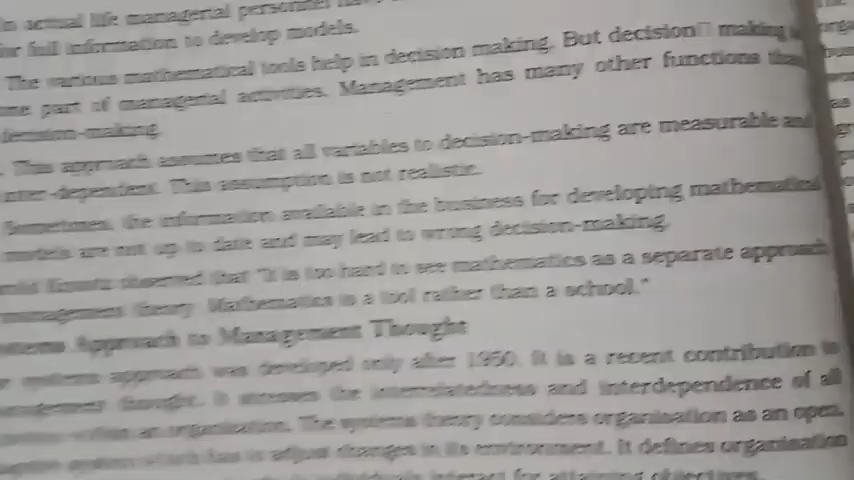 In actual life managerial personnel have
for full information to develop models.
The various mathematical tools help in decision making. But decision making
one part of managerial activities. Management has many other functions than
decision-making.
. This approach assumes that all variables to decision-making are measurable and
inter-dependent. This assumption is not realistic.
Sometimes, the information available in the business for developing mathematical
models are not up to date and may lead to wrong decision-making.
observed that "it is too hard to see mathematics as a separate approach
management theory. Mathematics is a tool rather than a school."
Systems Approach to Management Thought
systems approach was developed only after 1950. It is a recent contribution to
management thought. It stresses the interrelatedness and interdependence of all
within an organisation. The systems theory considers organisation as an open,
system which has to adjust changes in its environment. It defines organisation
individuals interact for attaining objectives.